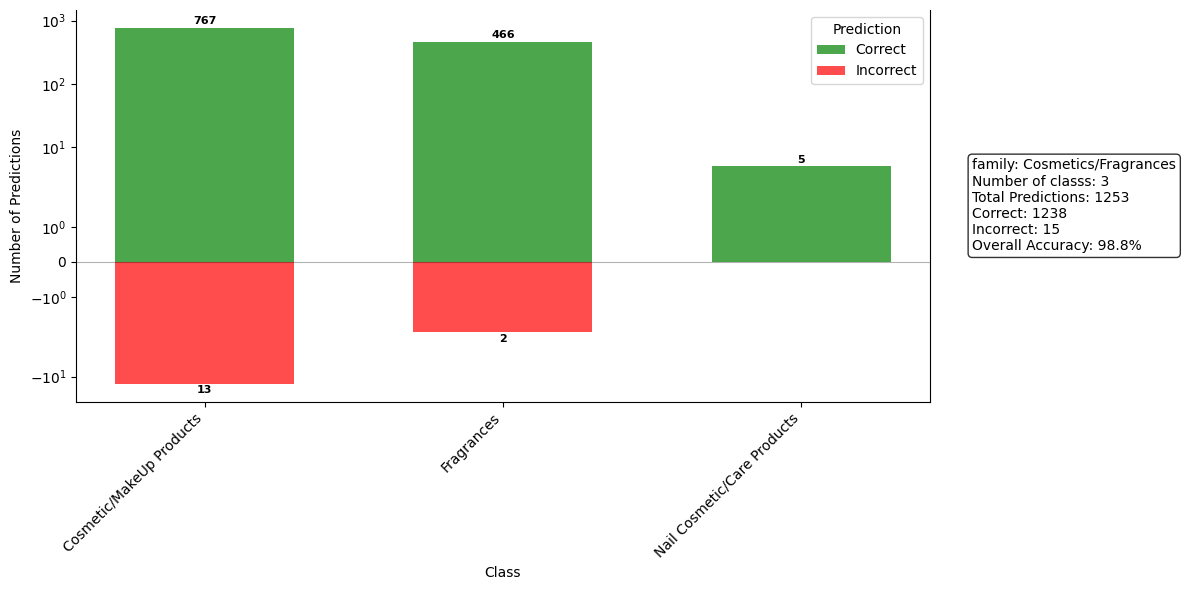 767
466
5
13
2
10³
10²
10¹
10⁰
0
−10⁰
−10¹
Number of Predictions
Prediction
Correct
Incorrect
family: Cosmetics/Fragrances
Number of classs: 3
Total Predictions: 1253
Correct: 1238
Incorrect: 15
Overall Accuracy: 98.8%
Cosmetic/MakeUp Products
Fragrances
Nail Cosmetic/Care Products
Class